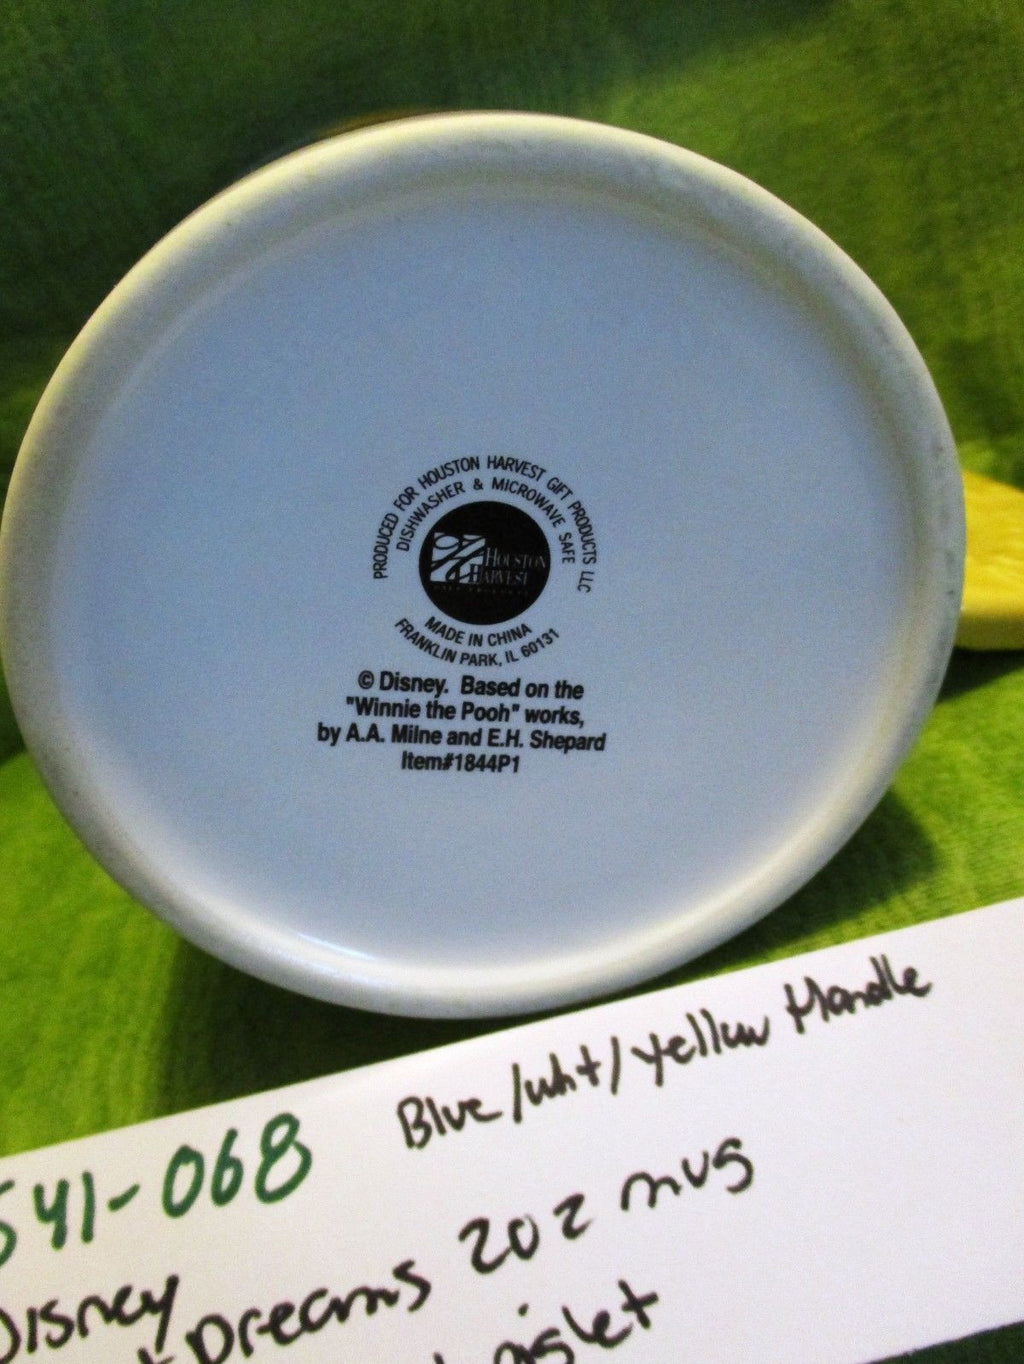 PRODUCED FOR HOUSTON HARVEST GIFT PRODUCTS LLC
DISHWASHER & MICROWAVE SAFE
HOUSTON
HARVEST
MADE IN CHINA
FRANKLIN PARK, IL 60131
© Disney. Based on the
"Winnie the Pooh" works,
by A.A. Milne and E.H. Shepard
Item#1844P1
Blue/wht/yellow Handle
541-068
Disney
Dreams 20z mug